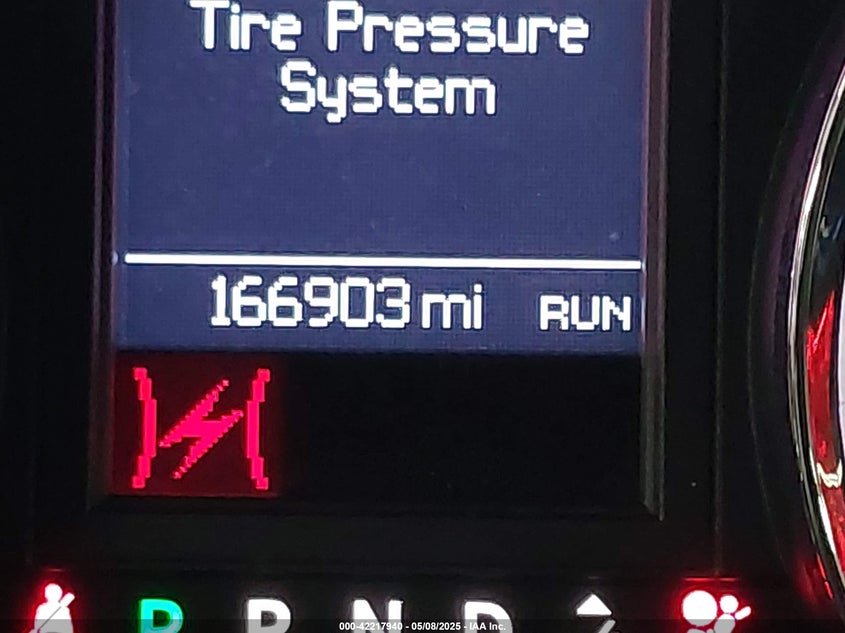 Tire Pressure
System
166903 mi RUN
P R N D
000-42217940 - 05/08/2025 - IAA Inc.